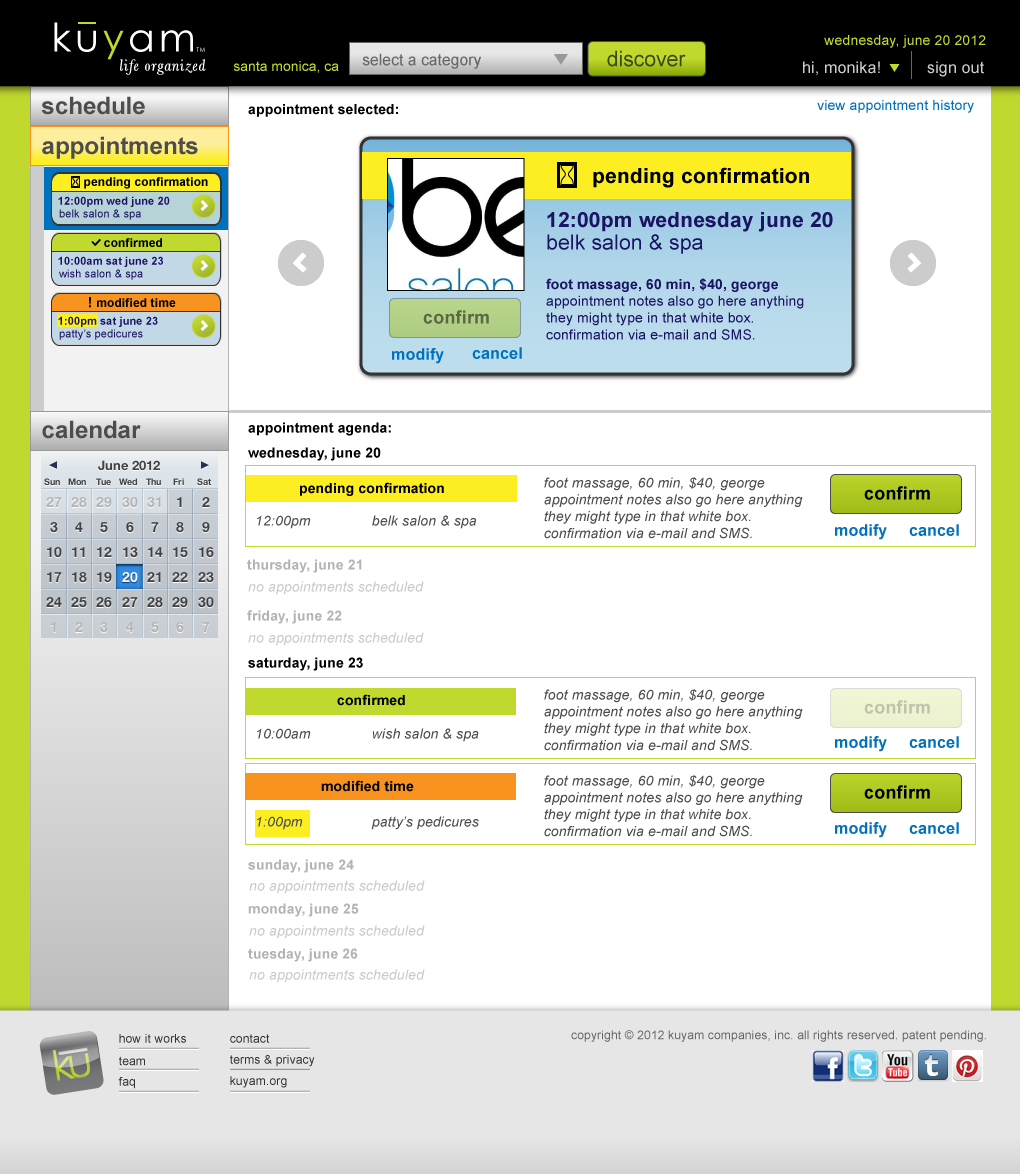 kūyam TM
life organized
santa monica, ca
select a category
discover
wednesday, june 20 2012
hi, monika!
sign out
schedule
appointments
pending confirmation
12:00pm wed june 20
belk salon & spa
✓ confirmed
10:00am sat june 23
wish salon & spa
! modified time
1:00pm sat june 23
patty's pedicures
appointment selected:
view appointment history
be
salon
pending confirmation
12:00pm wednesday june 20
belk salon & spa
foot massage, 60 min, $40, george
appointment notes also go here anything
they might type in that white box.
confirmation via e-mail and SMS.
confirm
modify cancel
calendar
June 2012
Sun Mon Tue Wed Thu Fri Sat
27 28 29 30 31 1 2
3 4 5 6 7 8 9
10 11 12 13 14 15 16
17 18 19 20 21 22 23
24 25 26 27 28 29 30
1 2 3 4 5 6 7
appointment agenda:
wednesday, june 20
pending confirmation
12:00pm belk salon & spa
foot massage, 60 min, $40, george
appointment notes also go here anything
they might type in that white box.
confirmation via e-mail and SMS.
confirm
modify cancel
thursday, june 21
no appointments scheduled
friday, june 22
no appointments scheduled
saturday, june 23
confirmed
10:00am wish salon & spa
foot massage, 60 min, $40, george
appointment notes also go here anything
they might type in that white box.
confirmation via e-mail and SMS.
confirm
modify cancel
modified time
1:00pm patty's pedicures
foot massage, 60 min, $40, george
appointment notes also go here anything
they might type in that white box.
confirmation via e-mail and SMS.
confirm
modify cancel
sunday, june 24
no appointments scheduled
monday, june 25
no appointments scheduled
tuesday, june 26
no appointments scheduled
kū
how it works
team
faq
contact
terms & privacy
kuyam.org
copyright © 2012 kuyam companies, inc. all rights reserved. patent pending.
f t You Tube t P